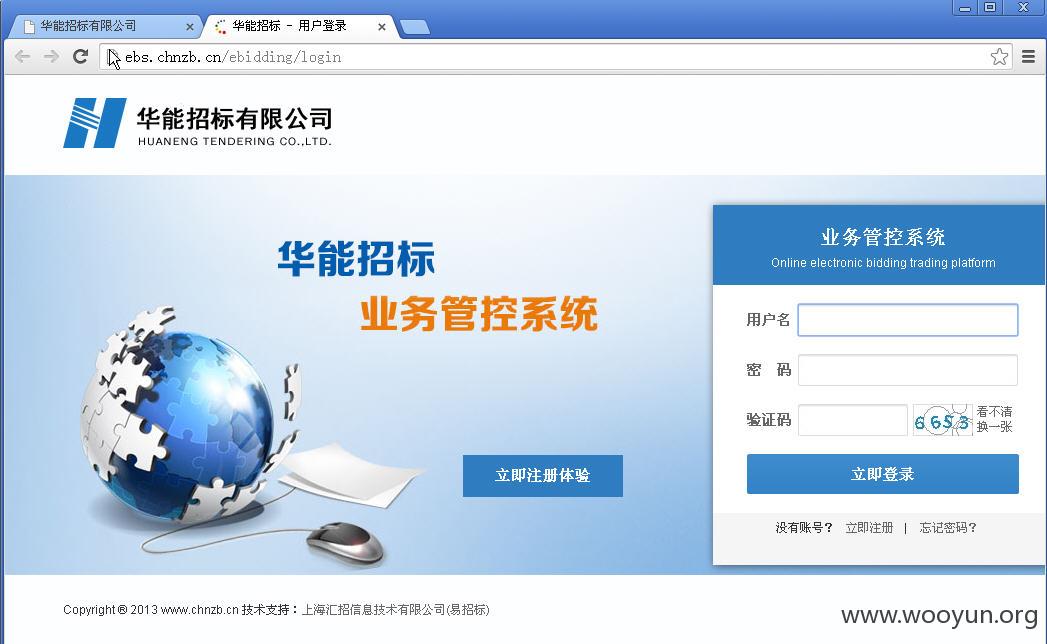 华能招标有限公司
华能招标 - 用户登录
ebs.chnzb.cn/ebidding/login
华能招标有限公司
HUANENG TENDERING CO.,LTD.
华能招标
业务管控系统
立即注册体验
业务管控系统
Online electronic bidding trading platform
用户名
密 码
验证码
6653
看不清
换一张
立即登录
没有账号? 立即注册 | 忘记密码?
Copyright® 2013 www.chnzb.cn 技术支持:上海汇招信息技术有限公司(易招标)
www.wooyun.org